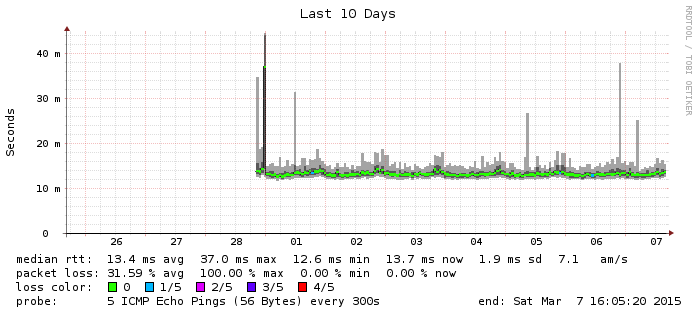 Last 10 Days
RRDTOOL / TOBI OETIKER
Seconds
40 m
30 m
20 m
10 m
0
26 27 28 01 02 03 04 05 06 07
median rtt: 13.4 ms avg 37.0 ms max 12.6 ms min 13.7 ms now 1.9 ms sd 7.1 am/s
packet loss: 31.59 % avg 100.00 % max 0.00 % min 0.00 % now
loss color: 0 1/5 2/5 3/5 4/5
probe: 5 ICMP Echo Pings (56 Bytes) every 300s end: Sat Mar 7 16:05:20 2015